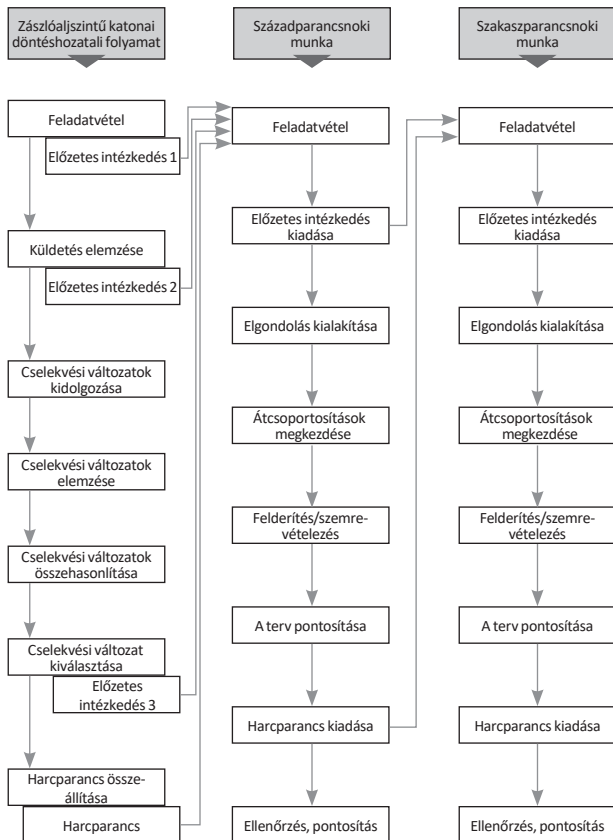 Zászlóaljszintű katonai
döntéshozatali folyamat
Feladatvétel
Előzetes intézkedés 1
Küldetés elemzése
Előzetes intézkedés 2
Cselekvési változatok
kidolgozása
Cselekvési változatok
elemzése
Cselekvési változatok
összehasonlítása
Cselekvési változat
kiválasztása
Előzetes
intézkedés 3
Harcparancs össze-
állítása
Harcparancs
Századparancsnoki
munka
Feladatvétel
Előzetes intézkedés
kiadása
Elgondolás kialakítása
Átcsoportosítások
megkezdése
Felderítés/szemre-
vételezés
A terv pontosítása
Harcparancs kiadása
Ellenőrzés, pontosítás
Szakaszparancsnoki
munka
Feladatvétel
Előzetes intézkedés
kiadása
Elgondolás kialakítása
Átcsoportosítások
megkezdése
Felderítés/szemre-
vételezés
A terv pontosítása
Harcparancs kiadása
Ellenőrzés, pontosítás